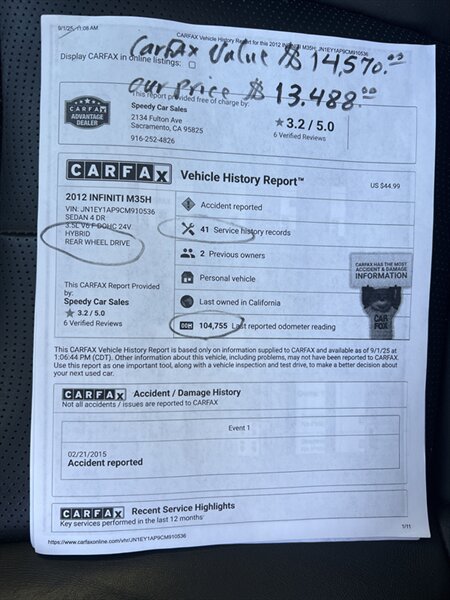 9/1/25, 11:08 AM
CARFAX Vehicle History Report for this 2012 INFINITI M35H: JN1EY1AP9CM910536
Carfax Value $ 14,570.00
Display CARFAX in online listings:
our Price $ 13.488.00
This report provided free of charge by:
Speedy Car Sales
2134 Fulton Ave
Sacramento, CA 95825
916-252-4826
CARFAX
ADVANTAGE
DEALER
★ 3.2 / 5.0
6 Verified Reviews
CARFAX Vehicle History Report™
US $44.99
2012 INFINITI M35H
VIN: JN1EY1AP9CM910536
SEDAN 4 DR
3.5L V6 F DOHC 24V
HYBRID
REAR WHEEL DRIVE
This CARFAX Report Provided
by:
Speedy Car Sales
★ 3.2 / 5.0
6 Verified Reviews
Accident reported
41 Service history records
2 Previous owners
Personal vehicle
Last owned in California
104,755 Last reported odometer reading
CARFAX HAS THE MOST
ACCIDENT & DAMAGE
INFORMATION
CAR
FOX
This CARFAX Vehicle History Report is based only on information supplied to CARFAX and available as of 9/1/25 at
1:06:44 PM (CDT). Other information about this vehicle, including problems, may not have been reported to CARFAX.
Use this report as one important tool, along with a vehicle inspection and test drive, to make a better decision about
your next used car.
CARFAX Accident / Damage History
Not all accidents / issues are reported to CARFAX
Event 1
02/21/2015
Accident reported
CARFAX Recent Service Highlights
Key services performed in the last 12 months
https://www.carfaxonline.com/vhr/JN1EY1AP9CM910536
1/11